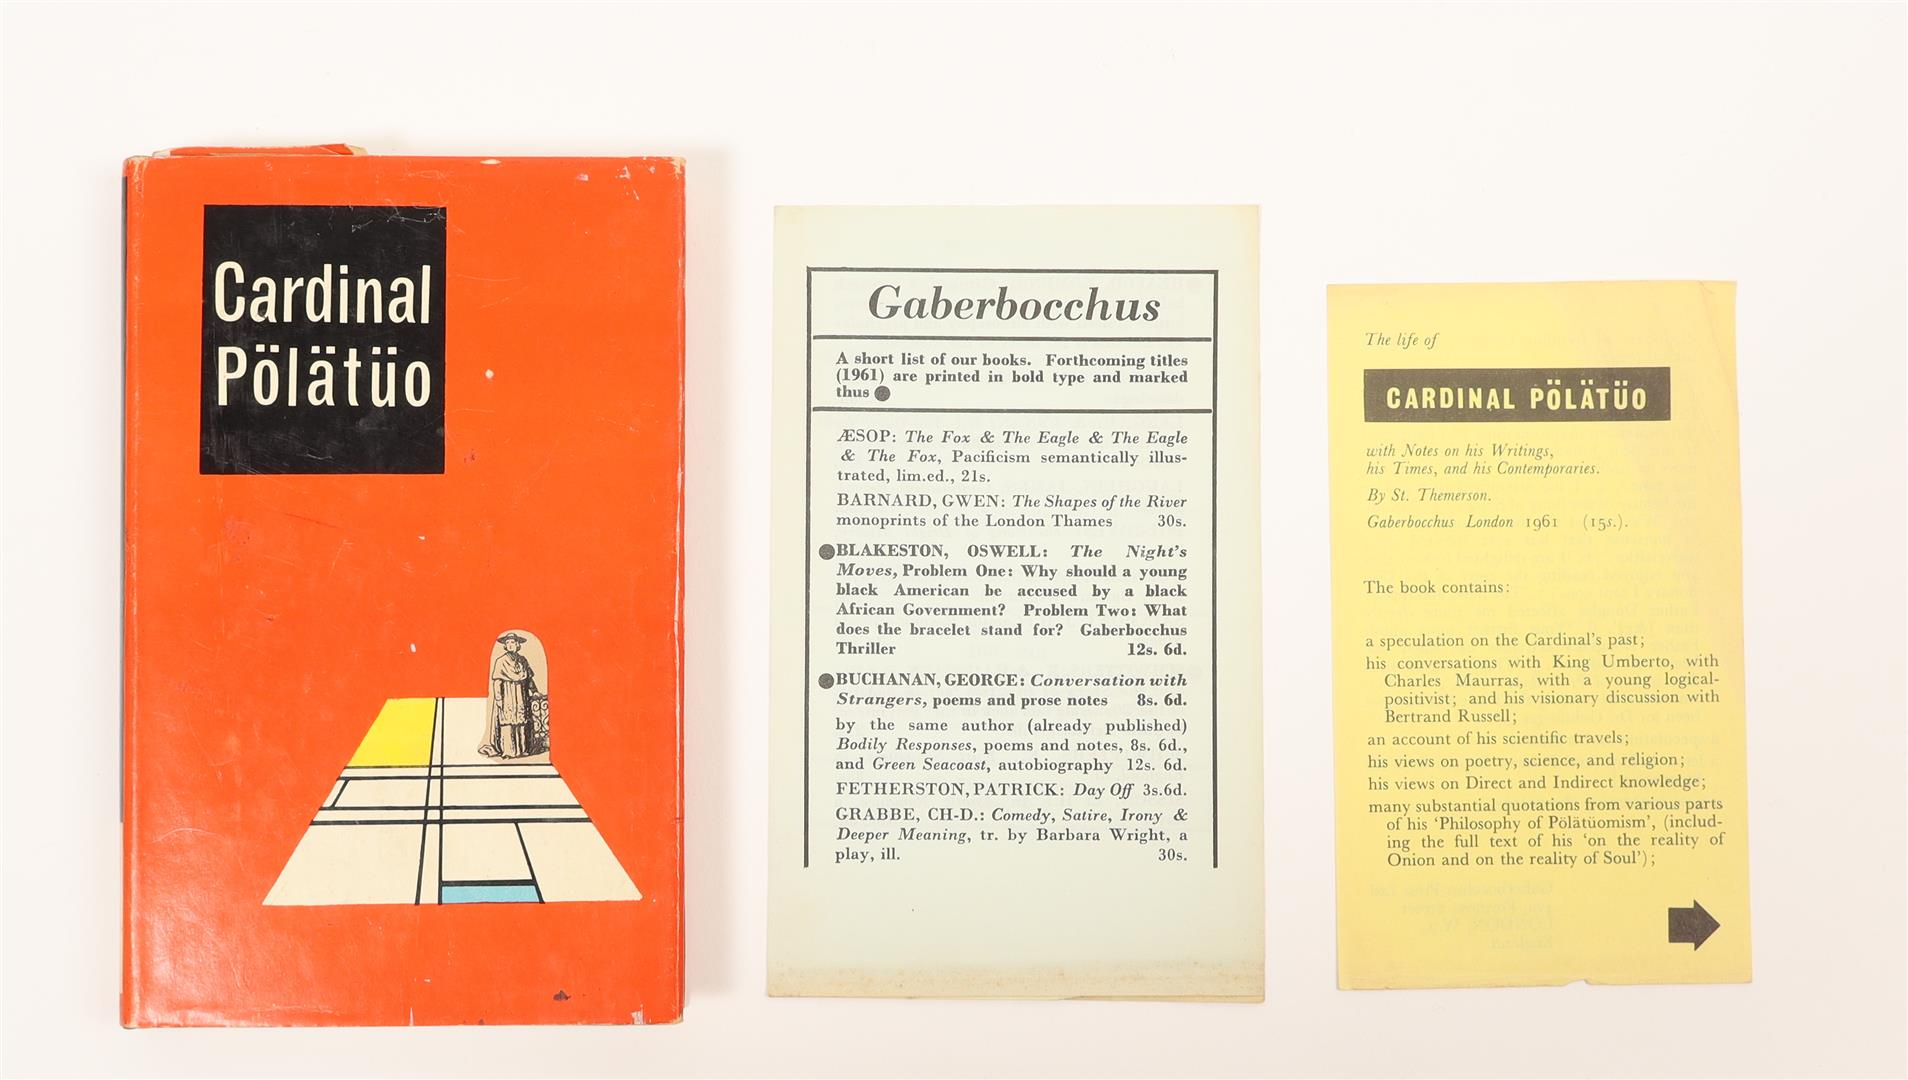 Cardinal
Pölätüo
Gaberbocchus
A short list of our books. Forthcoming titles
(1961) are printed in bold type and marked
thus ●
ÆSOP: The Fox & The Eagle & The Eagle
& The Fox, Pacificism semantically illus-
trated, lim.ed., 21s.
BARNARD, GWEN: The Shapes of the River
monoprints of the London Thames 30s.
●BLAKESTON, OSWELL: The Night's
Moves, Problem One: Why should a young
black American be accused by a black
African Government? Problem Two: What
does the bracelet stand for? Gaberbocchus
Thriller 12s. 6d.
●BUCHANAN, GEORGE: Conversation with
Strangers, poems and prose notes 8s. 6d.
by the same author (already published)
Bodily Responses, poems and notes, 8s. 6d.,
and Green Seacoast, autobiography 12s. 6d.
FETHERSTON, PATRICK: Day Off 3s.6d.
GRABBE, CH-D.: Comedy, Satire, Irony &
Deeper Meaning, tr. by Barbara Wright, a
play, ill. 30s.
The life of
CARDINAL PÖLÄTÜO
with Notes on his Writings,
his Times, and his Contemporaries.
By St. Themerson.
Gaberbocchus London 1961 (15s.).
The book contains:
a speculation on the Cardinal's past;
his conversations with King Umberto, with
Charles Maurras, with a young logical-
positivist; and his visionary discussion with
Bertrand Russell;
an account of his scientific travels;
his views on poetry, science, and religion;
his views on Direct and Indirect knowledge;
many substantial quotations from various parts
of his 'Philosophy of Pölätüomism', (includ-
ing the full text of his 'on the reality of
Onion and on the reality of Soul');